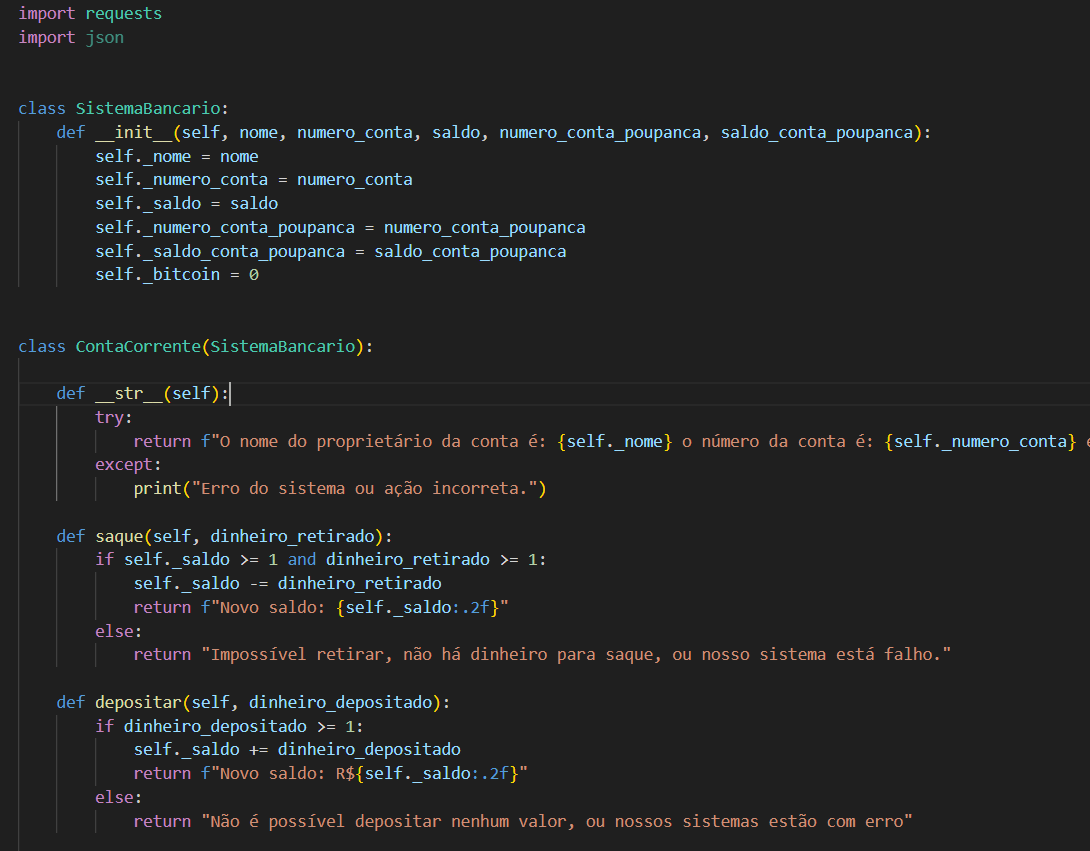 import requests
import json
class SistemaBancario:
    def __init__(self, nome, numero_conta, saldo, numero_conta_poupanca, saldo_conta_poupanca):
        self._nome = nome
        self._numero_conta = numero_conta
        self._saldo = saldo
        self._numero_conta_poupanca = numero_conta_poupanca
        self._saldo_conta_poupanca = saldo_conta_poupanca
        self._bitcoin = 0
class ContaCorrente(SistemaBancario):
    def __str__(self):
        try:
            return f"O nome do proprietário da conta é: {self._nome} o número da conta é: {self._numero_conta}
        except:
            print("Erro do sistema ou ação incorreta.")
    def saque(self, dinheiro_retirado):
        if self._saldo >= 1 and dinheiro_retirado >= 1:
            self._saldo -= dinheiro_retirado
            return f"Novo saldo: {self._saldo:.2f}"
        else:
            return "Impossível retirar, não há dinheiro para saque, ou nosso sistema está falho."
    def depositar(self, dinheiro_depositado):
        if dinheiro_depositado >= 1:
            self._saldo += dinheiro_depositado
            return f"Novo saldo: R${self._saldo:.2f}"
        else:
            return "Não é possível depositar nenhum valor, ou nossos sistemas estão com erro"